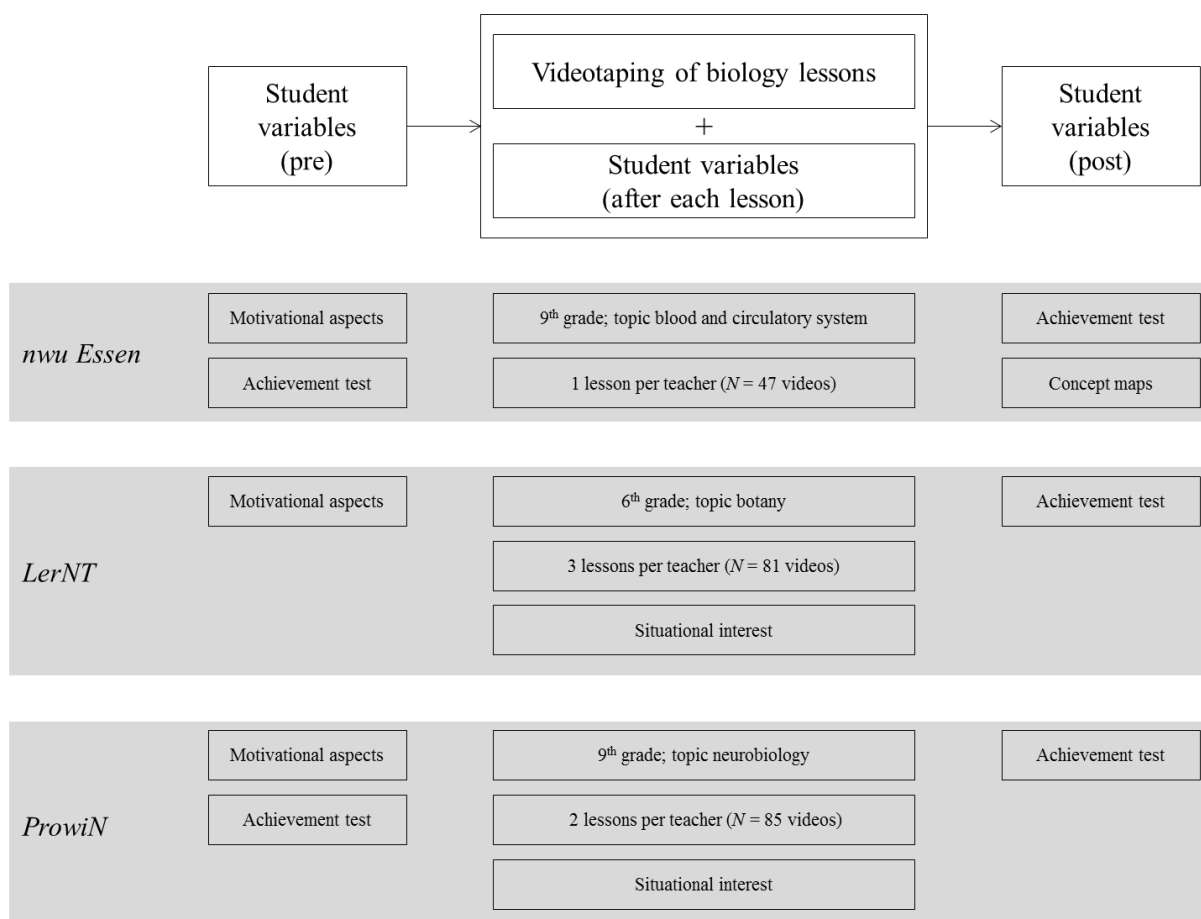 Student
variables
(pre)
Videotaping of biology lessons
+
Student variables
(after each lesson)
Student
variables
(post)
nwu Essen
Motivational aspects
9th grade; topic blood and circulatory system
Achievement test
Achievement test
1 lesson per teacher (N = 47 videos)
Concept maps
LerNT
Motivational aspects
6th grade; topic botany
Achievement test
3 lessons per teacher (N = 81 videos)
Situational interest
ProwiN
Motivational aspects
9th grade; topic neurobiology
Achievement test
Achievement test
2 lessons per teacher (N = 85 videos)
Situational interest